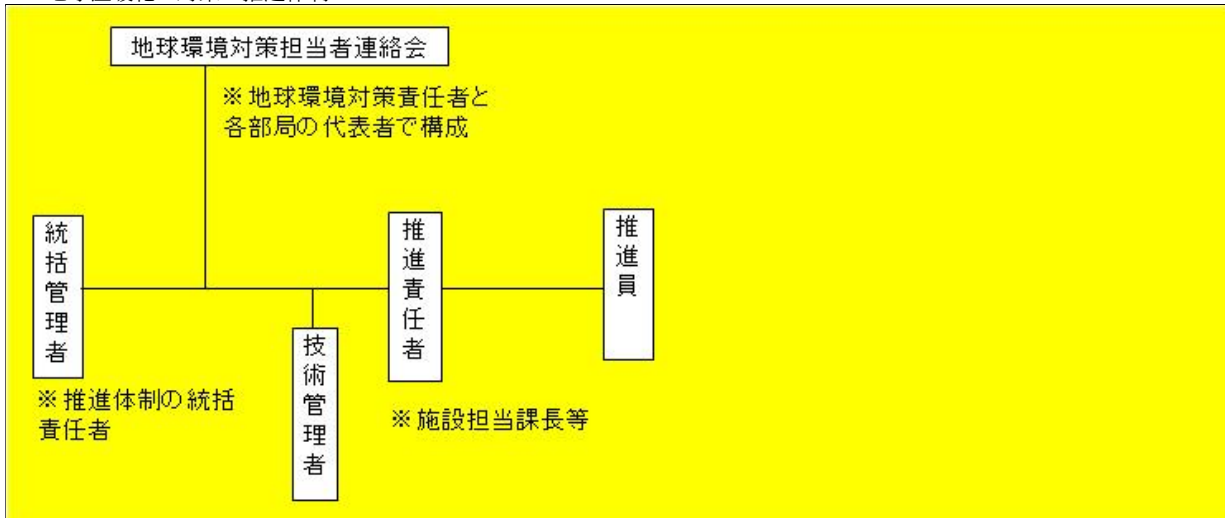 地球環境対策担当者連絡会
※地球環境対策責任者と
各部局の代表者で構成
統括管理者
推進責任者
推進員
技術管理者
※推進体制の統括
責任者
※施設担当課長等